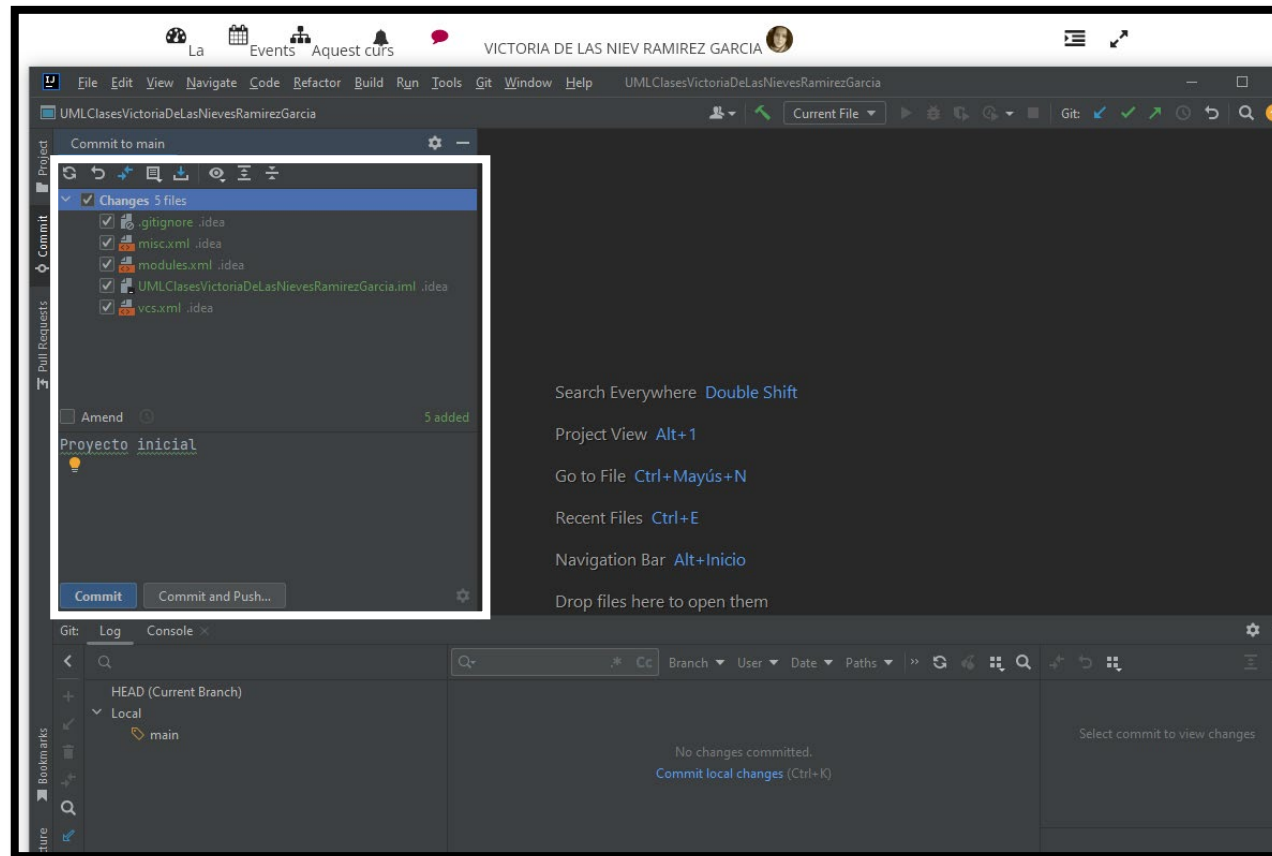 La Events Aquest curs VICTORIA DE LAS NIEV RAMIREZ GARCIA
File Edit View Navigate Code Refactor Build Run Tools Git Window Help UMLClasesVictoriaDeLasNievesRamirezGarcia
UMLClasesVictoriaDeLasNievesRamirezGarcia Current File Git:
Project
Commit
Pull Requests
Bookmarks
Commit to main
Changes 5 files
.gitignore .idea
misc.xml .idea
modules.xml .idea
UMLClasesVictoriaDeLasNievesRamirezGarcia.iml .idea
vcs.xml .idea
Amend 5 added
Proyecto inicial
Commit Commit and Push...
Search Everywhere Double Shift
Project View Alt+1
Go to File Ctrl+Mayús+N
Recent Files Ctrl+E
Navigation Bar Alt+Inicio
Drop files here to open them
Git: Log Console
.* Cc Branch User Date Paths »
HEAD (Current Branch)
Local
main
No changes committed.
Commit local changes (Ctrl+K)
Select commit to view changes